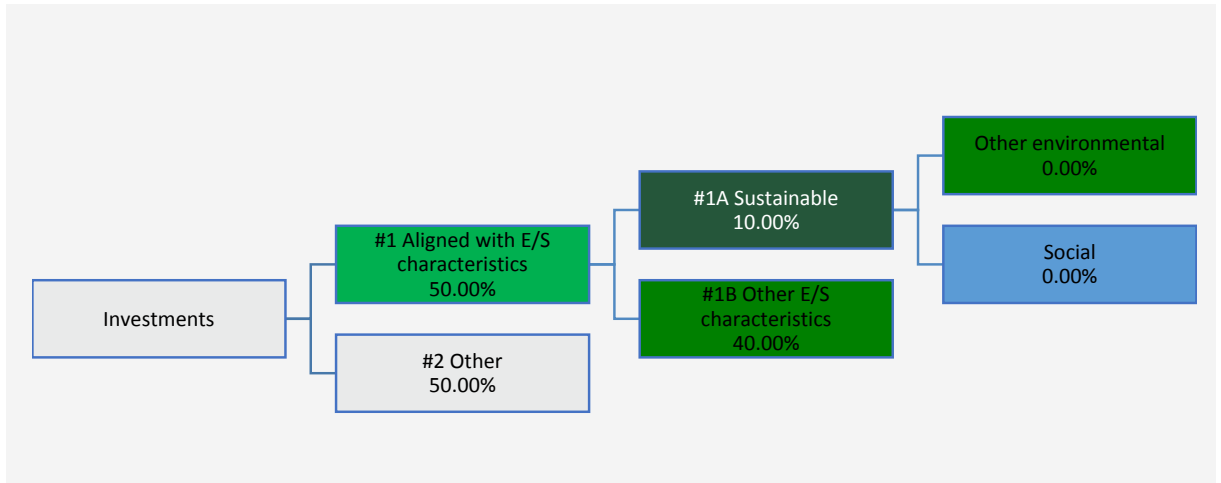 Investments
#1 Aligned with E/S
characteristics
50.00%
#2 Other
50.00%
#1A Sustainable
10.00%
#1B Other E/S
characteristics
40.00%
Other environmental
0.00%
Social
0.00%